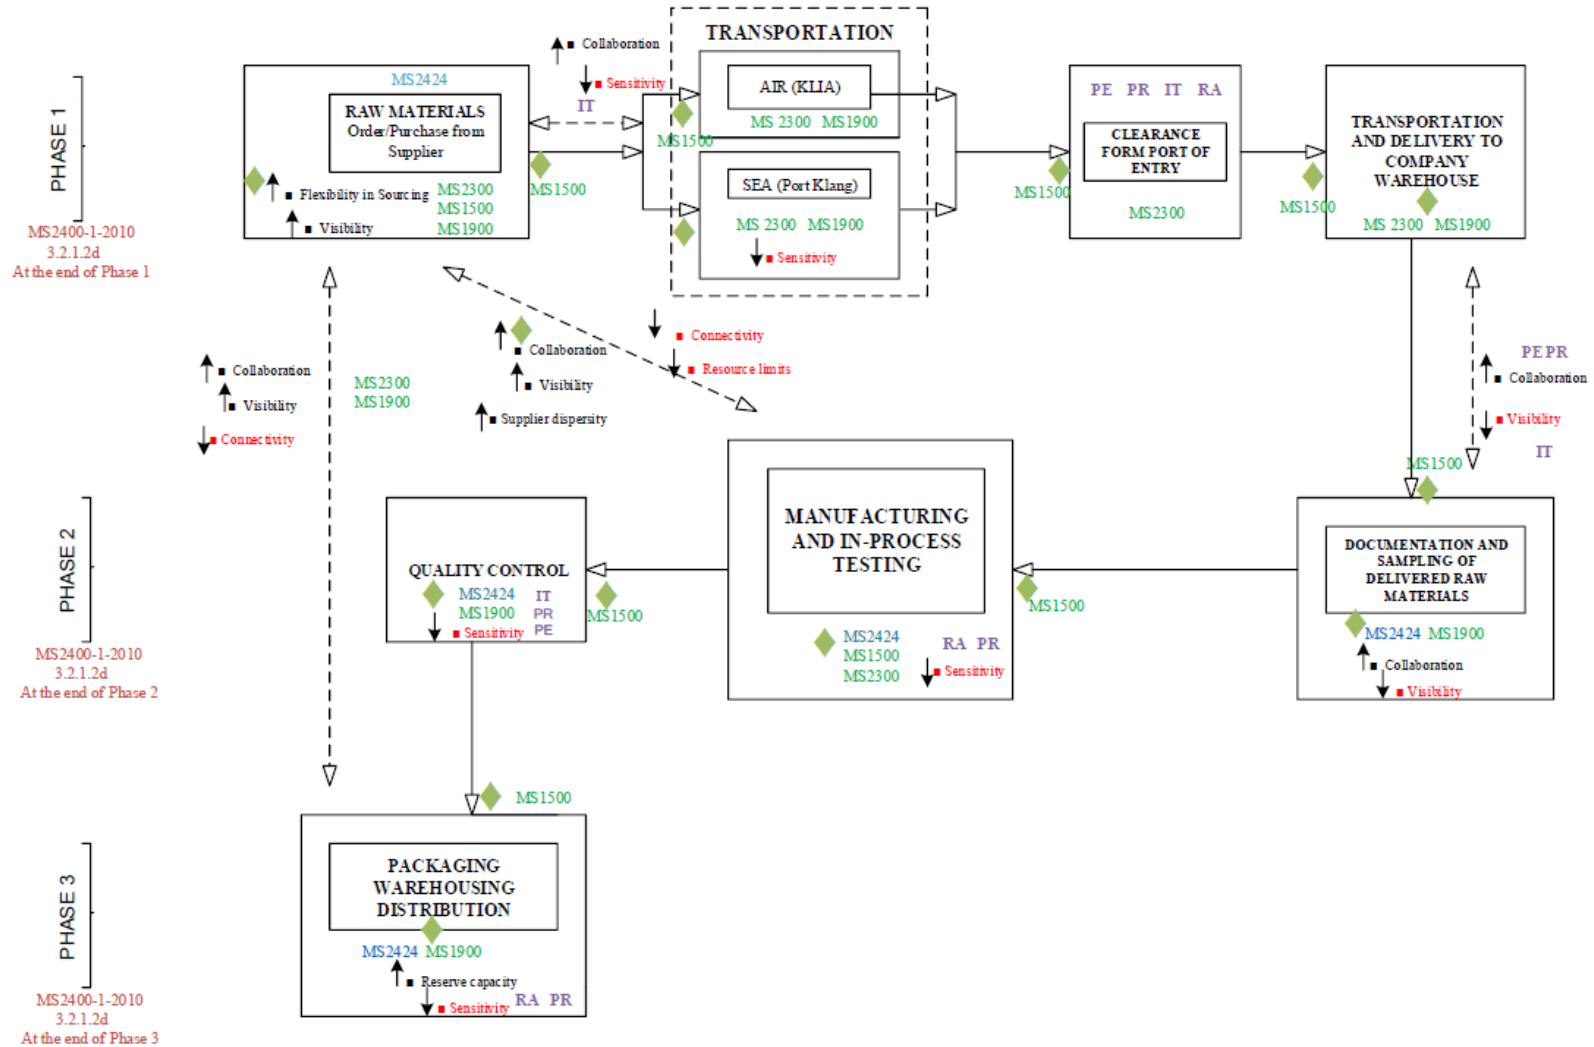 TRANSPORTATION
■ Collaboration
■ Sensitivity
IT
PHASE 1
MS2400-1-2010
3.2.1.2d
At the end of Phase 1
MS2424
RAW MATERIALS
Order/Purchase from
Supplier
■ Flexibility in Sourcing
■ Visibility
MS2300
MS1500
MS1900
MS1500
MS1500
AIR (KLIA)
MS 2300 MS1900
SEA (Port Klang)
MS 2300 MS1900
■ Sensitivity
MS1500
PE PR IT RA
CLEARANCE
FORM PORT OF
ENTRY
MS2300
MS1500
TRANSPORTATION
AND DELIVERY TO
COMPANY
WAREHOUSE
MS 2300 MS1900
■ Collaboration
■ Visibility
■ Connectivity
MS2300
MS1900
■ Collaboration
■ Visibility
■ Supplier dispersity
■ Connectivity
■ Resource limits
PE PR
■ Collaboration
■ Visibility
IT
MS1500
PHASE 2
MS2400-1-2010
3.2.1.2d
At the end of Phase 2
QUALITY CONTROL
MS2424 IT
MS1900 PR
■ Sensitivity PE
MS1500
MANUFACTURING
AND IN-PROCESS
TESTING
MS2424
MS1500
MS2300
RA PR
■ Sensitivity
MS1500
DOCUMENTATION AND
SAMPLING OF
DELIVERED RAW
MATERIALS
MS2424 MS1900
■ Collaboration
■ Visibility
PHASE 3
MS2400-1-2010
3.2.1.2d
At the end of Phase 3
MS1500
PACKAGING
WAREHOUSING
DISTRIBUTION
MS2424 MS1900
■ Reserve capacity
■ Sensitivity RA PR